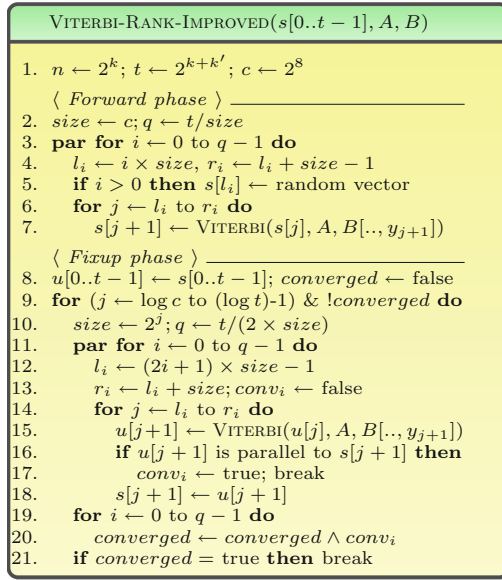 VITERBI-RANK-IMPROVED(s[0..t − 1], A, B)
1. n ← 2^k; t ← 2^{k+k′}; c ← 2^8
⟨ Forward phase ⟩
2. size ← c; q ← t/size
3. par for i ← 0 to q − 1 do
4. l_i ← i × size, r_i ← l_i + size − 1
5. if i > 0 then s[l_i] ← random vector
6. for j ← l_i to r_i do
7. s[j + 1] ← VITERBI(s[j], A, B[.., y_{j+1}])
⟨ Fixup phase ⟩
8. u[0..t − 1] ← s[0..t − 1]; converged ← false
9. for (j ← log c to (log t)-1) & !converged do
10. size ← 2^j; q ← t/(2 × size)
11. par for i ← 0 to q − 1 do
12. l_i ← (2i + 1) × size − 1
13. r_i ← l_i + size; conv_i ← false
14. for j ← l_i to r_i do
15. u[j+1] ← VITERBI(u[j], A, B[.., y_{j+1}])
16. if u[j + 1] is parallel to s[j + 1] then
17. conv_i ← true; break
18. s[j + 1] ← u[j + 1]
19. for i ← 0 to q − 1 do
20. converged ← converged ∧ conv_i
21. if converged = true then break